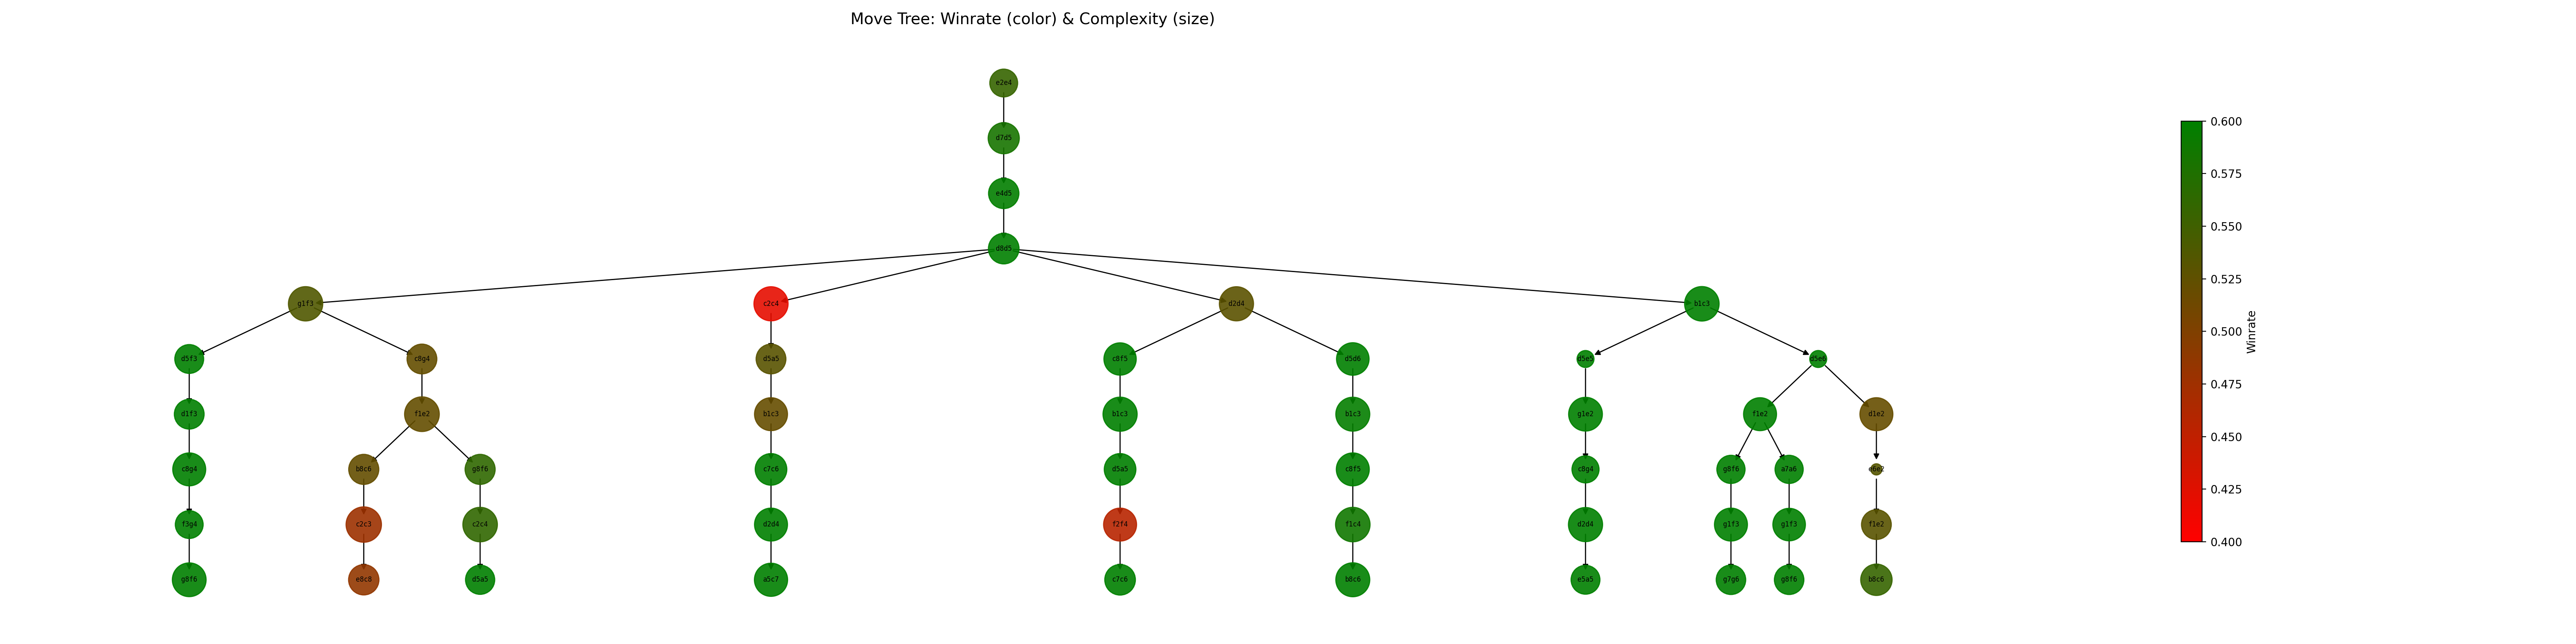 Move Tree: Winrate (color) & Complexity (size)
e2e4
d7d5
e4d5
d8d5
g1f3 c2c4 d2d4 b1c3
d5f3 c8g4 d5a5 c8f5 d5d6 d5e5 d5e6
d1f3 f1e2 b1c3 b1c3 b1c3 g1e2 f1e2 d1e2
c8g4 b8c6 g8f6 c7c6 d5a5 c8f5 c8g4 g8f6 a7a6 e6e2
f3g4 c2c3 c2c4 d2d4 f2f4 f1c4 d2d4 g1f3 g1f3 f1e2
g8f6 e8c8 d5a5 a5c7 c7c6 b8c6 e5a5 g7g6 g8f6 b8c6
0.600
0.575
0.550
0.525
0.500
0.475
0.450
0.425
0.400
Winrate